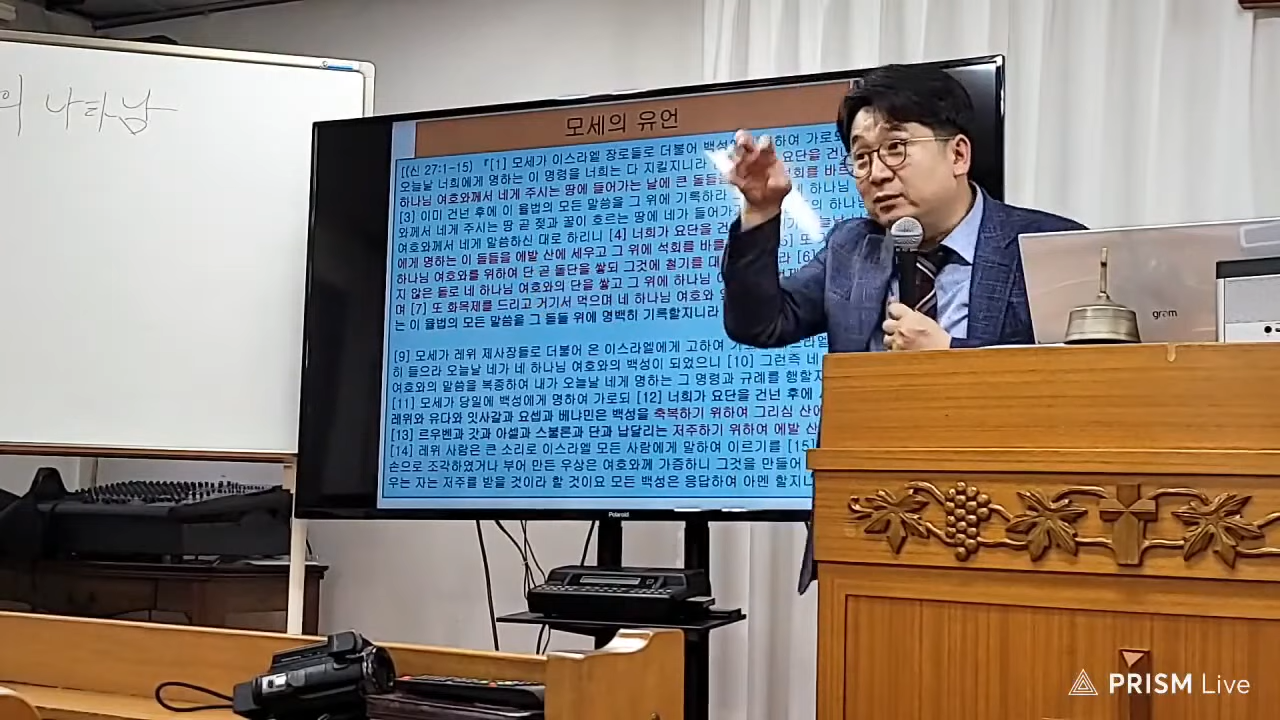 의 나타남
모세의 유언
[(신 27:1-15) 『[1] 모세가 이스라엘 장로들로 더불어 하여 가로
오늘날 너희에게 명하는 이 명령을 너희는 다 지킬지니라 요단을 건
하나님 여호와께서 네게 주시는 땅에 들어가는 날에 큰 돌들을 석회를 바르
[3] 이미 건넌 후에 이 율법의 모든 말씀을 그 위에 기록하라 네 하나님
와께서 네게 주시는 땅 곧 젖과 꿀이 흐르는 땅에 네가 들어가기 하나
여호와께서 네게 말씀하신 대로 하리니 [4] 너희가 요단을 건
에게 명하는 이 돌들을 에발 산에 세우고 그 위에 석회를 바를 또
하나님 여호와를 위하여 단 곧 돌단을 쌓되 그것에 철기를 대 라 [6]
지 않은 돌로 네 하나님 여호와의 단을 쌓고 그 위에 하나님
며 [7] 또 화목제를 드리고 거기서 먹으며 네 하나님 여호와
는 이 율법의 모든 말씀을 그 돌들 위에 명백히 기록할지니라
[9] 모세가 레위 제사장들로 더불어 온 이스라엘에게 고하여
히 들으라 오늘날 네가 네 하나님 여호와의 백성이 되었으니 [10] 그런즉 네
여호와의 말씀을 복종하여 내가 오늘날 네게 명하는 그 명령과 규례를 행할지
[11] 모세가 당일에 백성에게 명하여 가로되 [12] 너희가 요단을 건넌 후에
레위와 유다와 잇사갈과 요셉과 베냐민은 백성을 축복하기 위하여 그리심 산에
[13] 르우벤과 갓과 아셀과 스불론과 단과 납달리는 저주하기 위하여 에발 산
[14] 레위 사람은 큰 소리로 이스라엘 모든 사람에게 말하여 이르기를 [15]
손으로 조각하였거나 부어 만든 우상은 여호와께 가증하니 그것을 만들어
우는 자는 저주를 받을 것이라 할 것이요 모든 백성은 응답하여 아멘 할지니
Polaroid
gram
PRISM Live